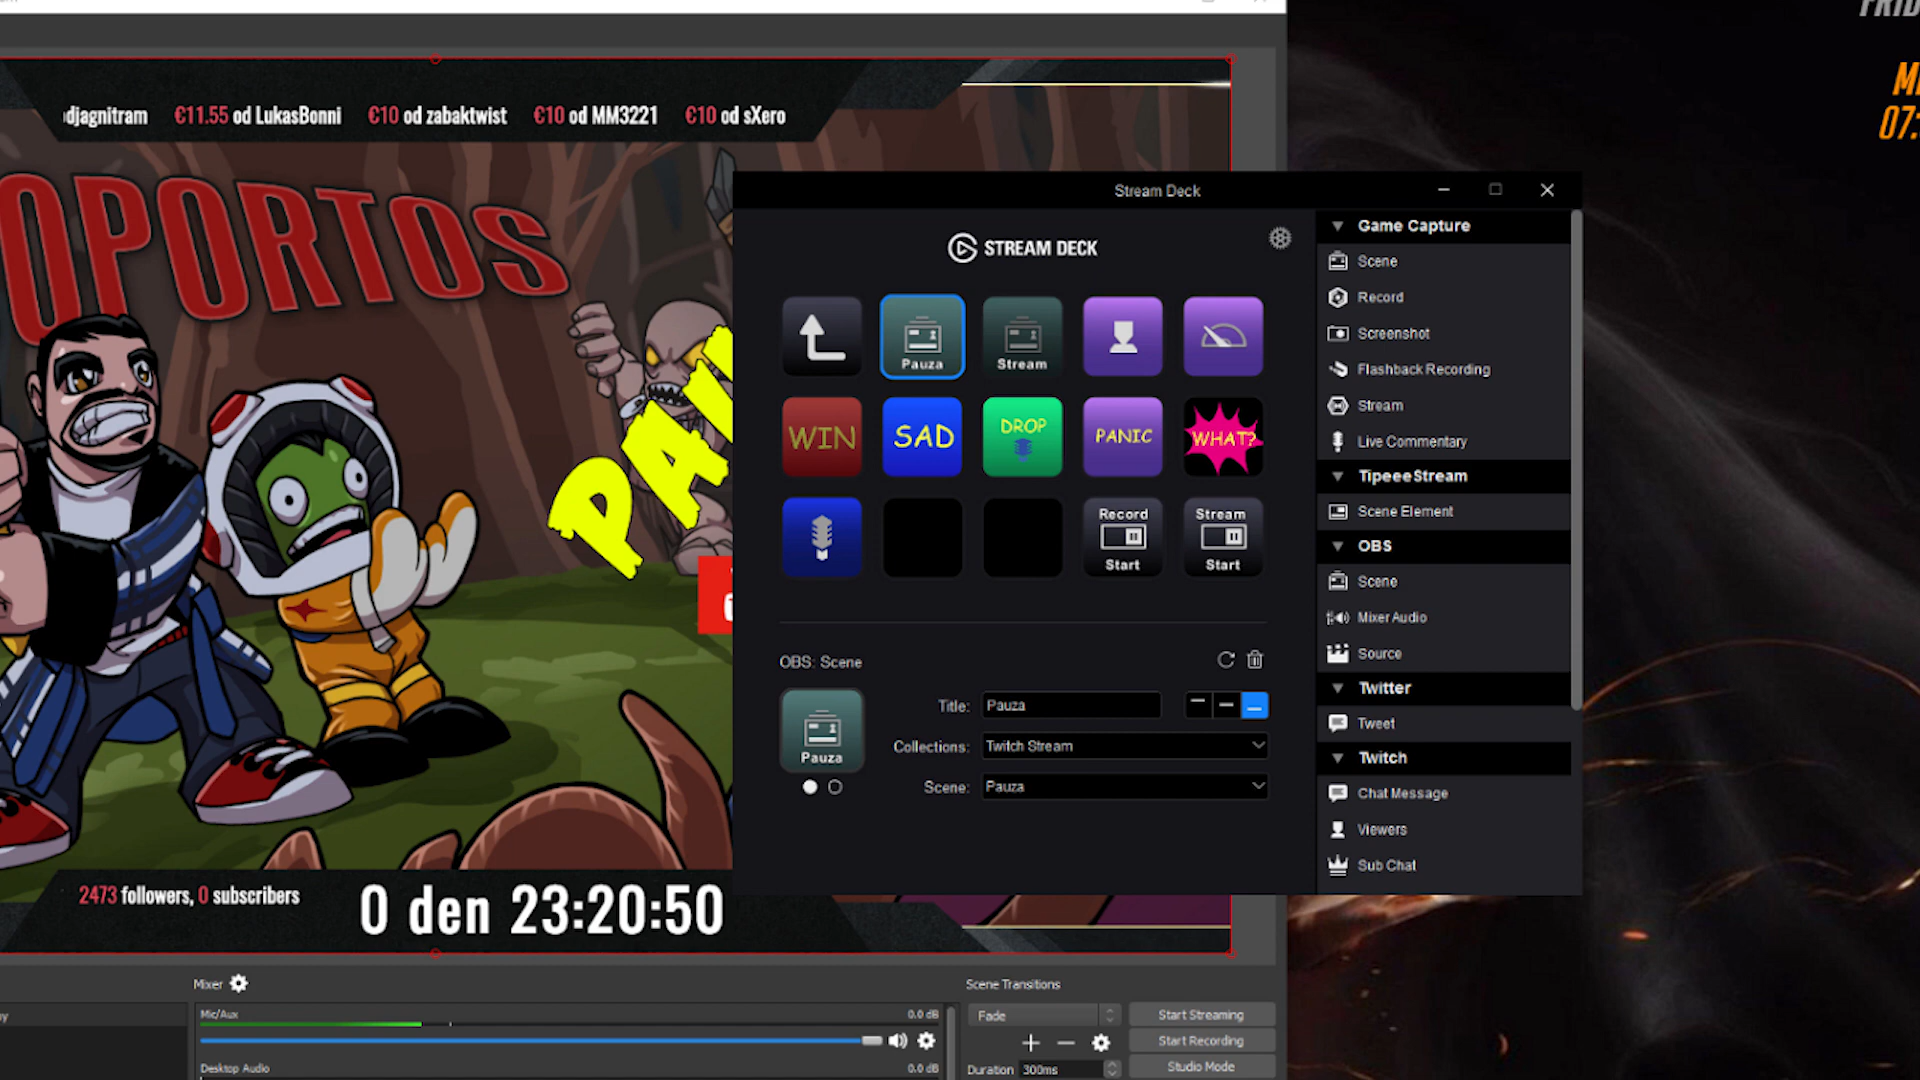 djagnitram €11.55 od LukasBonni €10 od zabaktwist €10 od MM3221 €10 od sXero
OPORTOS
2473 followers, 0 subscribers
0 den 23:20:50
Mixer
Mic/Aux
0.0 dB
Desktop Audio
0.0 dB
Scene Transitions
Fade
Duration 300ms
Start Streaming
Start Recording
Studio Mode
Stream Deck
STREAM DECK
Pauza
Stream
WIN
SAD
DROP
PANIC
WHAT?
Record
Start
Stream
Start
OBS: Scene
Pauza
Title: Pauza
Collections: Twitch Stream
Scene: Pauza
Game Capture
Scene
Record
Screenshot
Flashback Recording
Stream
Live Commentary
TipeeeStream
Scene Element
OBS
Scene
Mixer Audio
Source
Twitter
Tweet
Twitch
Chat Message
Viewers
Sub Chat
FRID
07: